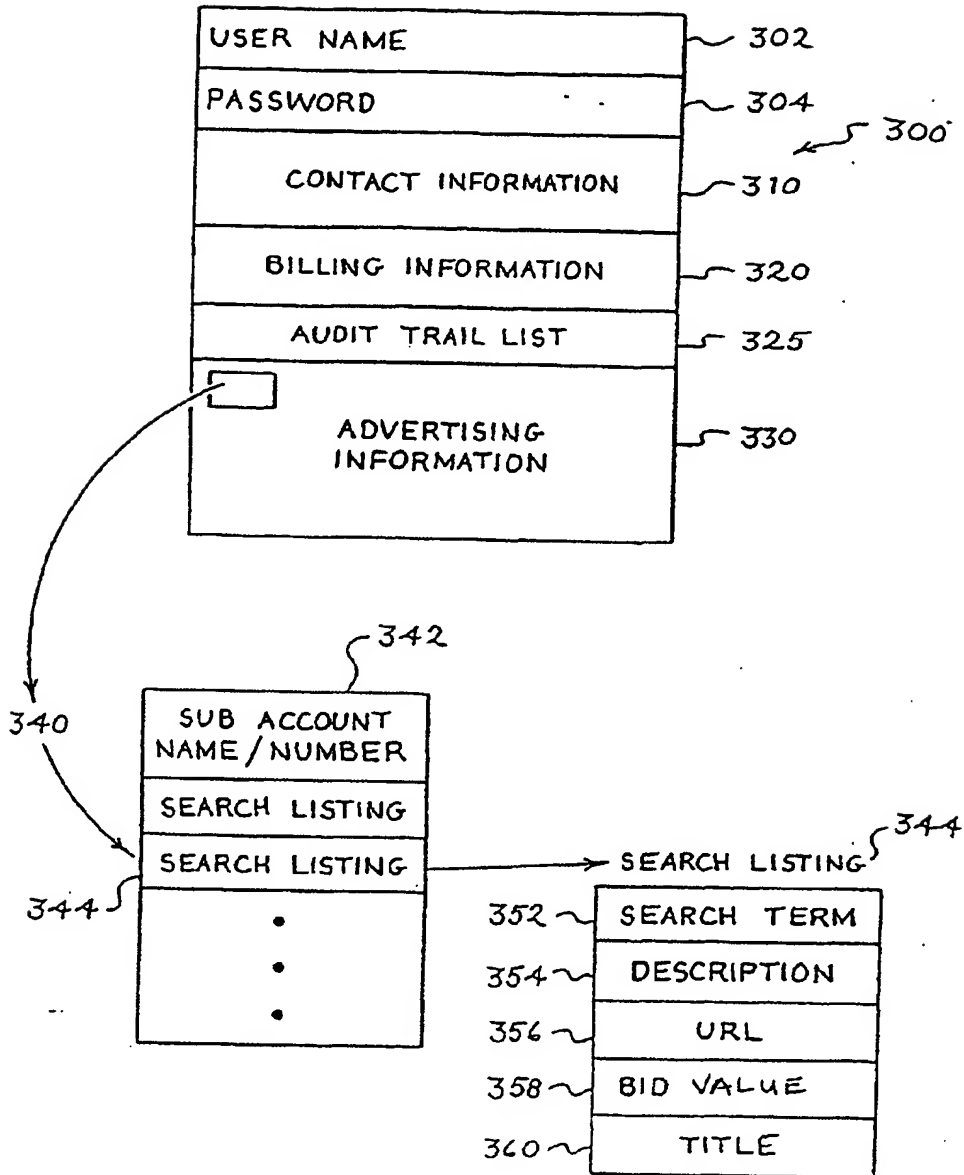 USER NAME 302
PASSWORD 304
300
CONTACT INFORMATION 310
BILLING INFORMATION 320
AUDIT TRAIL LIST 325
ADVERTISING
INFORMATION
330
342
340
SUB ACCOUNT
NAME/NUMBER
SEARCH LISTING
SEARCH LISTING
344
SEARCH LISTING 344
352 SEARCH TERM
354 DESCRIPTION
356 URL
358 BID VALUE
360 TITLE